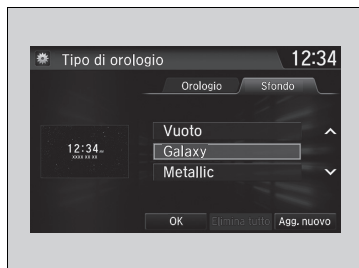 Tipo di orologio
12:34
Orologio
Sfondo
Vuoto
12:34
Galaxy
Metallic
OK
Elimina tutto
Agg. nuovo